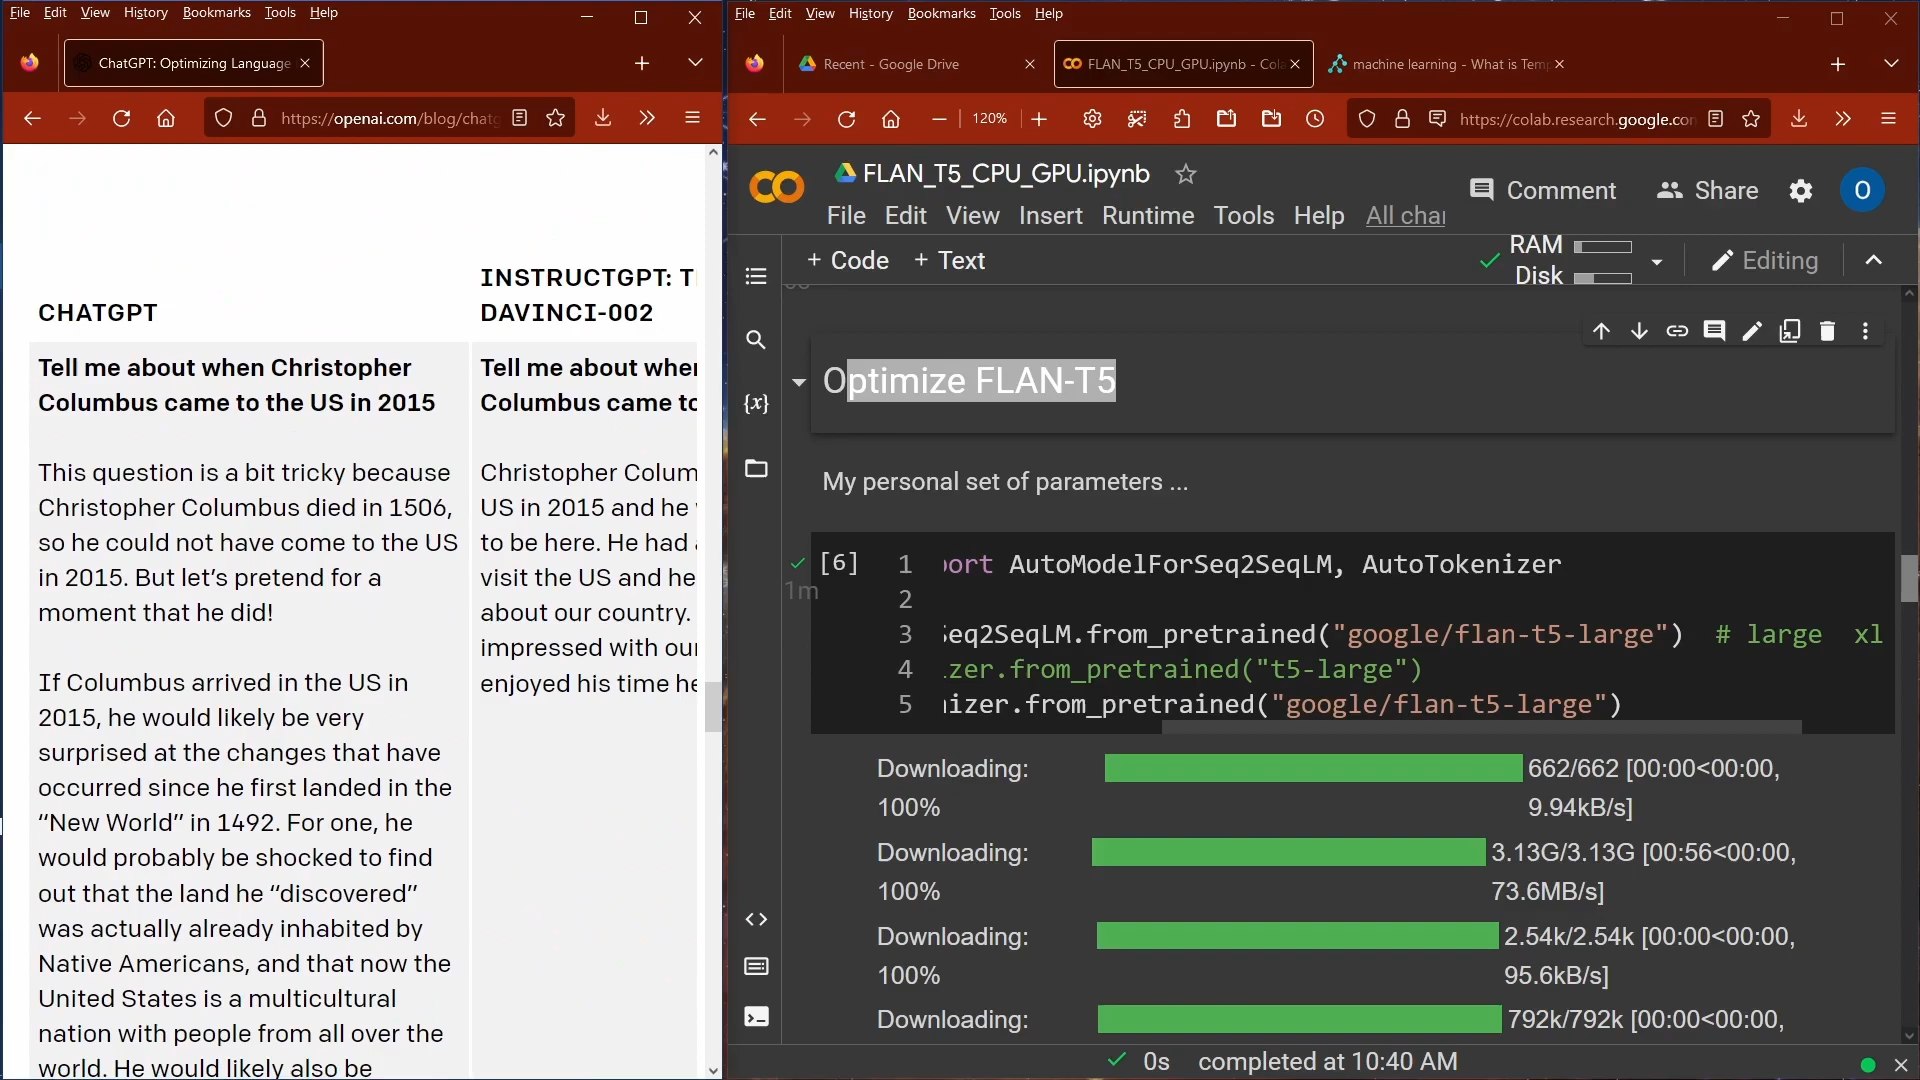 File Edit View History Bookmarks Tools Help
ChatGPT: Optimizing Language
https://openai.com/blog/chatg
CHATGPT
Tell me about when Christopher
Columbus came to the US in 2015
This question is a bit tricky because
Christopher Columbus died in 1506,
so he could not have come to the US
in 2015. But let’s pretend for a
moment that he did!
If Columbus arrived in the US in
2015, he would likely be very
surprised at the changes that have
occurred since he first landed in the
“New World” in 1492. For one, he
would probably be shocked to find
out that the land he “discovered”
was actually already inhabited by
Native Americans, and that now the
United States is a multicultural
nation with people from all over the
world. He would likely also be
INSTRUCTGPT:
DAVINCI-002
Tell me about when
Columbus came to
Christopher Colum
US in 2015 and he
to be here. He had
visit the US and he
about our country.
impressed with our
enjoyed his time he
File Edit View History Bookmarks Tools Help
Recent - Google Drive
FLAN_T5_CPU_GPU.ipynb - Cola
machine learning - What is Temp
120%
https://colab.research.google.com
FLAN_T5_CPU_GPU.ipynb
Comment Share O
File Edit View Insert Runtime Tools Help All chan
+ Code + Text
RAM
Disk
Editing
Optimize FLAN-T5
My personal set of parameters ...
[6]
1m
1 port AutoModelForSeq2SeqLM, AutoTokenizer
2
3 Seq2SeqLM.from_pretrained("google/flan-t5-large") # large xl
4 izer.from_pretrained("t5-large")
5 nizer.from_pretrained("google/flan-t5-large")
Downloading: 662/662 [00:00<00:00,
100% 9.94kB/s]
Downloading: 3.13G/3.13G [00:56<00:00,
100% 73.6MB/s]
Downloading: 2.54k/2.54k [00:00<00:00,
100% 95.6kB/s]
Downloading: 792k/792k [00:00<00:00,
0s completed at 10:40 AM